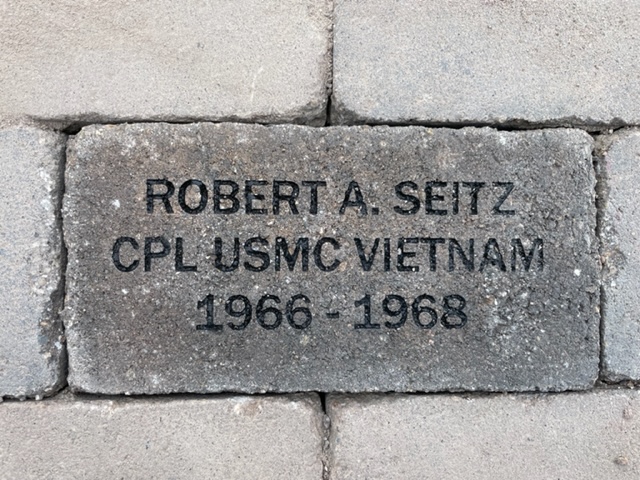 ROBERT A. SEITZ
CPL USMC VIETNAM
1966 - 1968